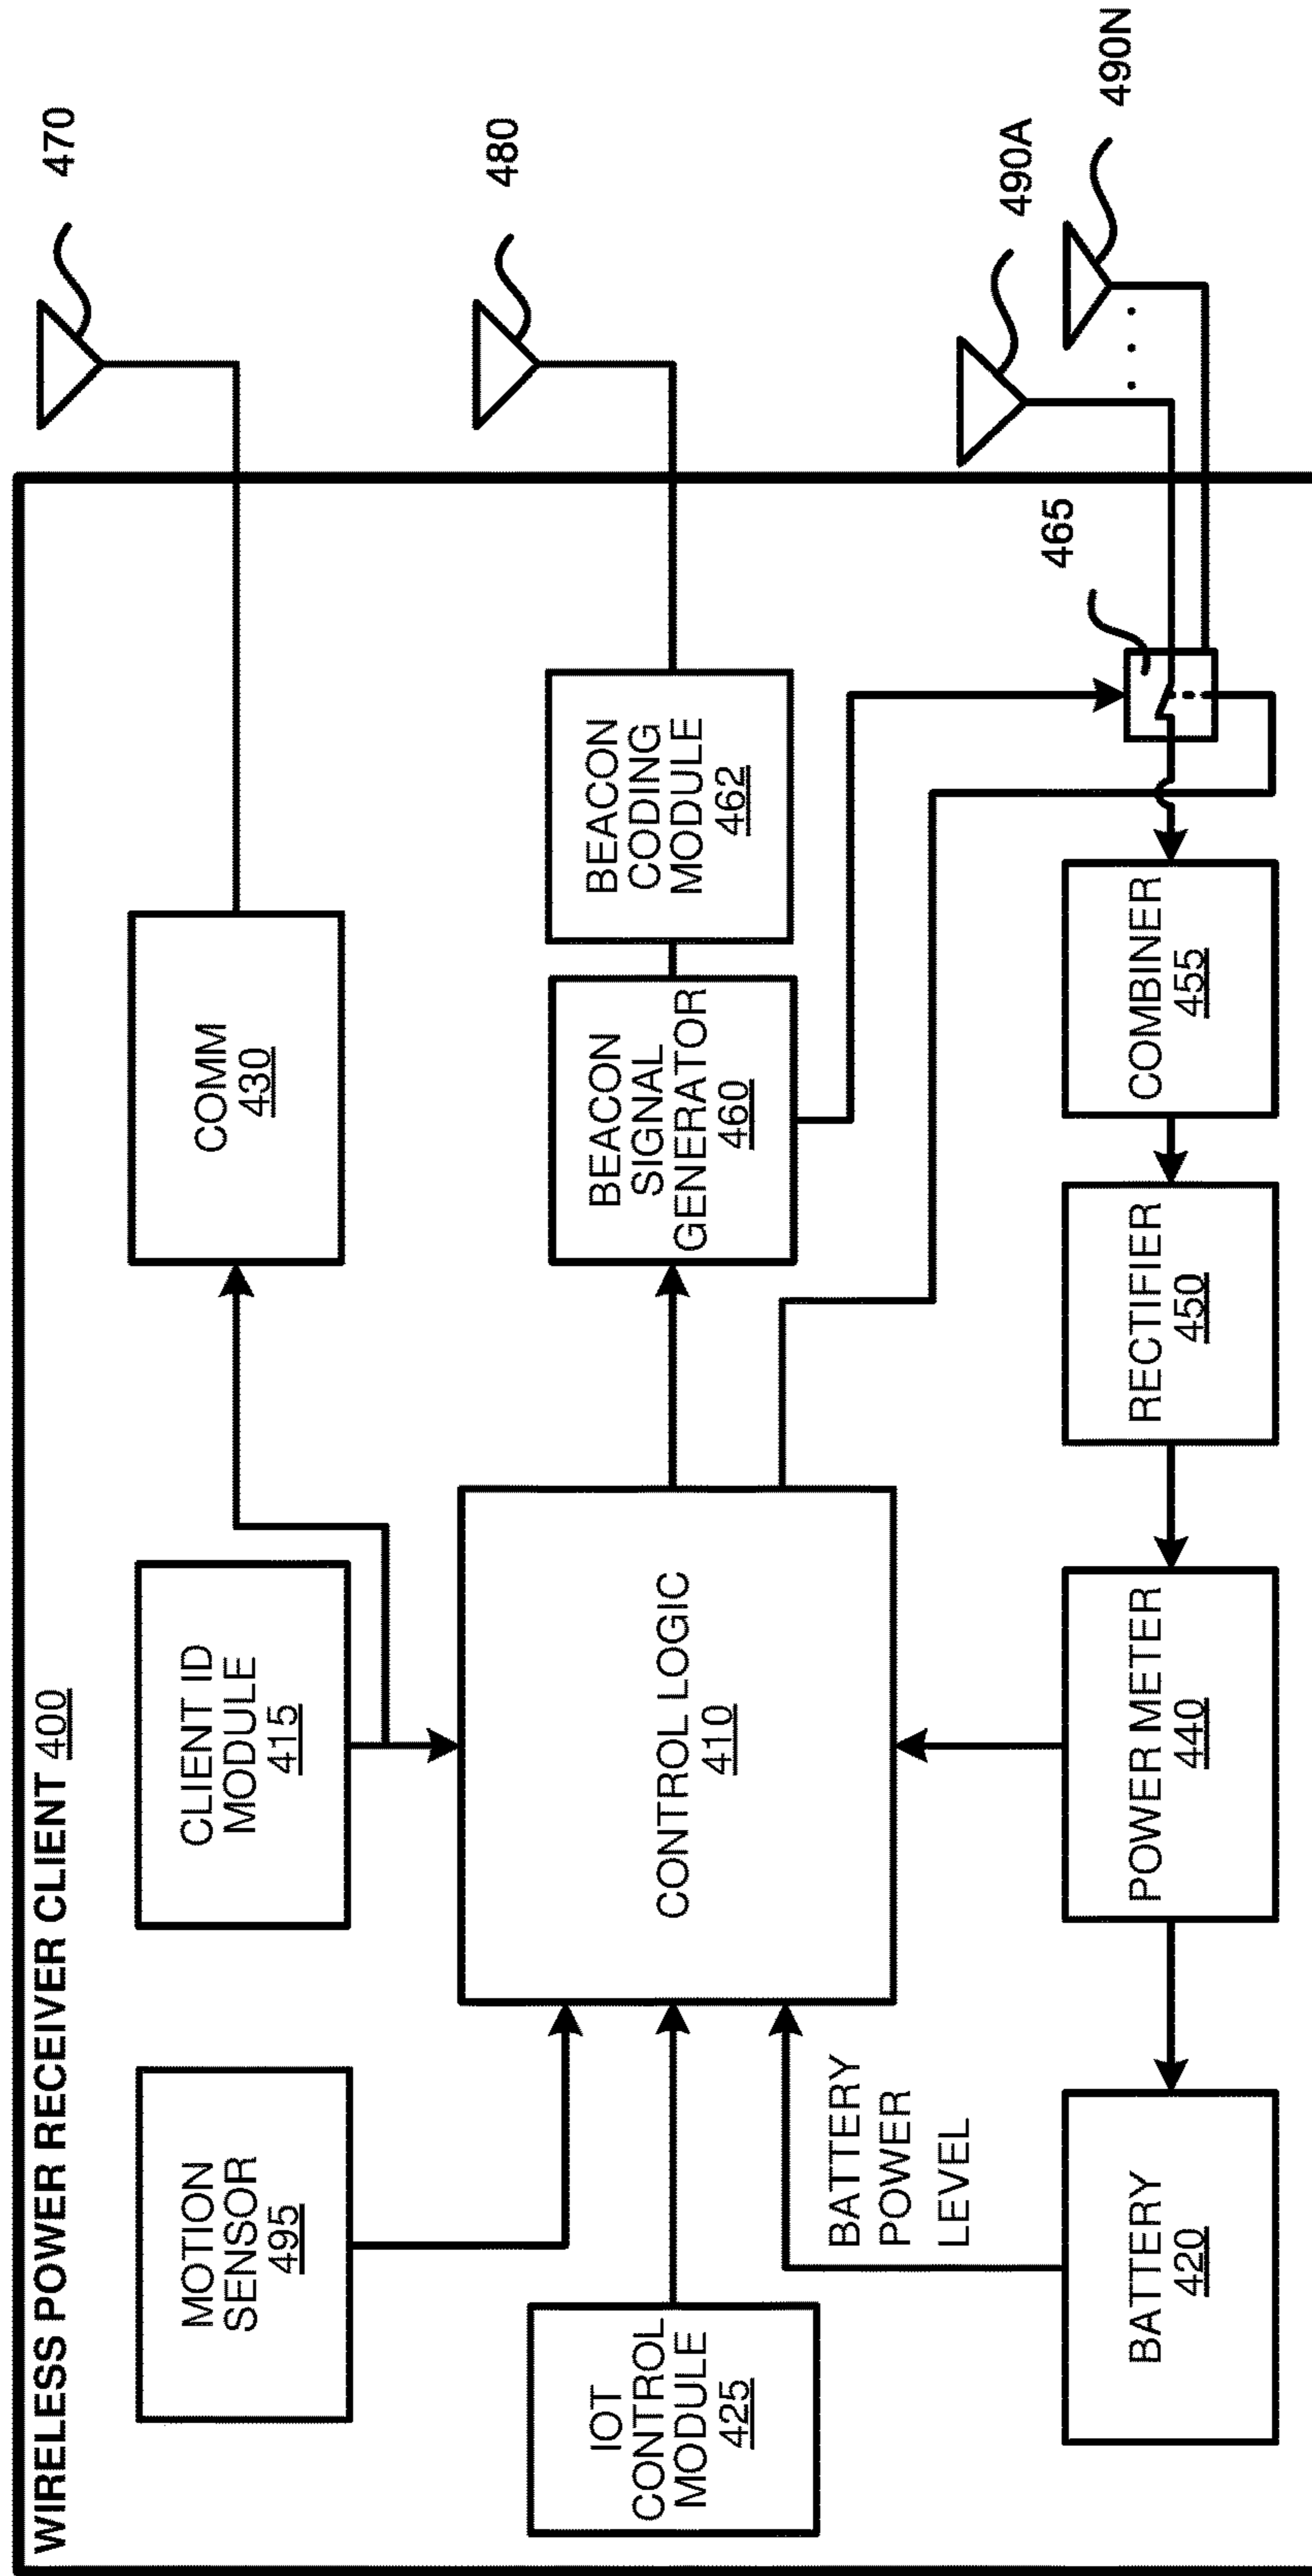 WIRELESS POWER RECEIVER CLIENT 400
MOTION
SENSOR
495
CLIENT ID
MODULE
415
COMM
430
470
IOT
CONTROL
MODULE
425
CONTROL LOGIC
410
BEACON
SIGNAL
GENERATOR
460
BEACON
CODING
MODULE
462
480
BATTERY
POWER
LEVEL
465
490A
490N
BATTERY
420
POWER METER
440
RECTIFIER
450
COMBINER
455